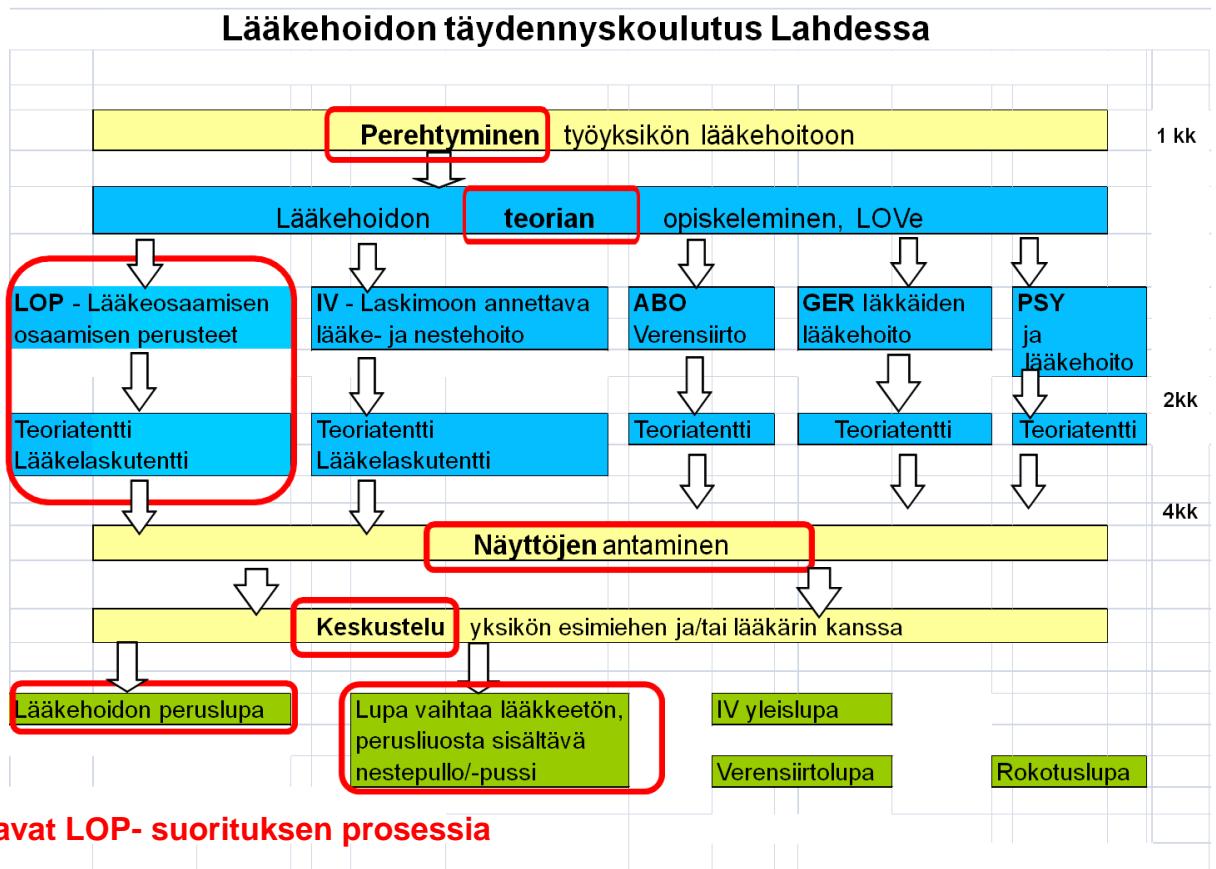 Lääkehoidon täydennyskoulutus Lahdessa
Perehtyminen työyksikön lääkehoitoon
1 kk
Lääkehoidon teorian opiskeleminen, LOVe
LOP - Lääkeosaamisen
osaamisen perusteet
IV - Laskimoon annettava
lääke- ja nestehoito
ABO
Verensiirto
GER läkkäiden
lääkehoito
PSY
ja
lääkehoito
2kk
Teoriatentti
Lääkelaskutentti
Teoriatentti
Lääkelaskutentti
Teoriatentti
Teoriatentti
Teoriatentti
4kk
Näyttöjen antaminen
Keskustelu yksikön esimiehen ja/tai lääkärin kanssa
Lääkehoidon peruslupa
Lupa vaihtaa lääkkeetön,
perusliuosta sisältävä
nestepullo/-pussi
IV yleislupa
Verensiirtolupa
Rokotuslupa
avat LOP- suorituksen prosessia